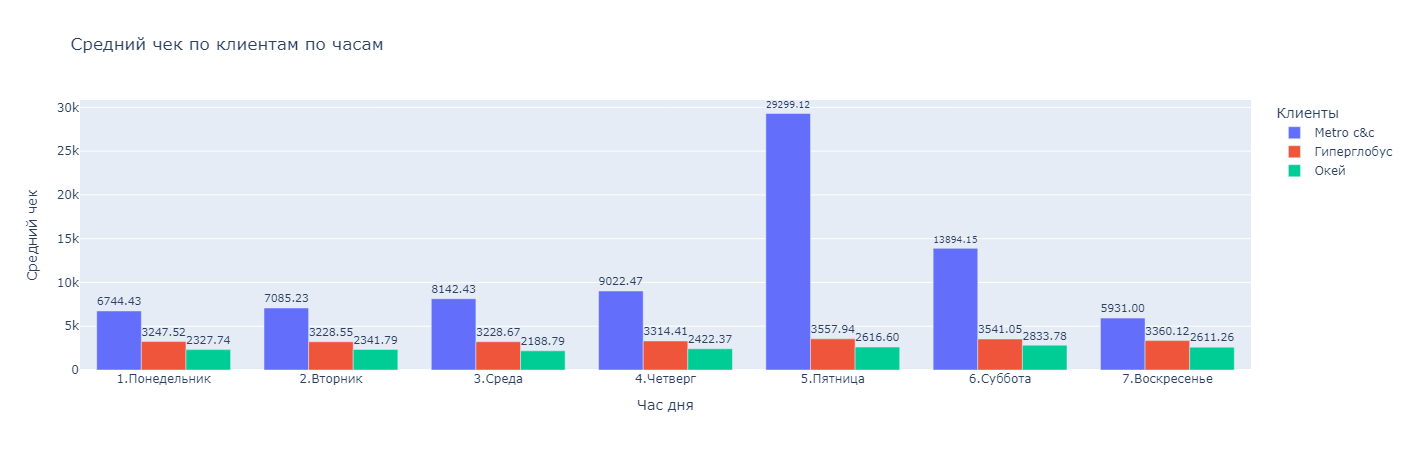 Средний чек по клиентам по часам
Клиенты
Metro c&c
Гиперглобус
Окей
Средний чек
30k
25k
20k
15k
10k
5k
0
6744.43
3247.52
2327.74
7085.23
3228.55
2341.79
8142.43
3228.67
2188.79
9022.47
3314.41
2422.37
29299.12
3557.94
2616.60
13894.15
3541.05
2833.78
5931.00
3360.12
2611.26
1.Понедельник
2.Вторник
3.Среда
4.Четверг
5.Пятница
6.Суббота
7.Воскресенье
Час дня